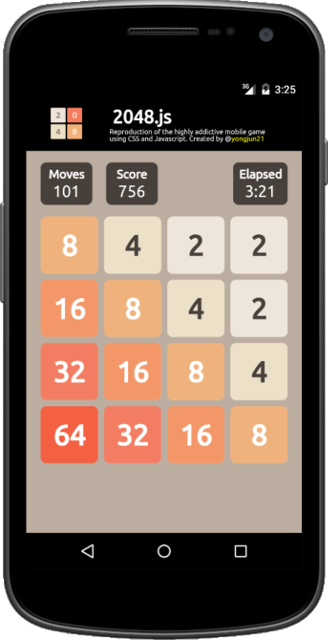 3G 3:25
2 0
4 8
2048.js
Reproduction of the highly addictive mobile game
using CSS and Javascript. Created by @yongjun21
Moves Score Elapsed
101 756 3:21
8 4 2 2
16 8 4 2
32 16 8 4
64 32 16 8